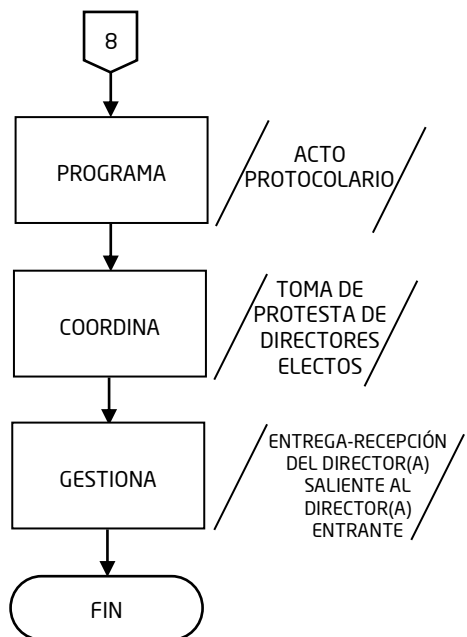 8
PROGRAMA
ACTO
PROTOCOLARIO
COORDINA
TOMA DE
PROTESTA DE
DIRECTORES
ELECTOS
GESTIONA
ENTREGA-RECEPCIÓN
DEL DIRECTOR(A)
SALIENTE AL
DIRECTOR(A)
ENTRANTE
FIN